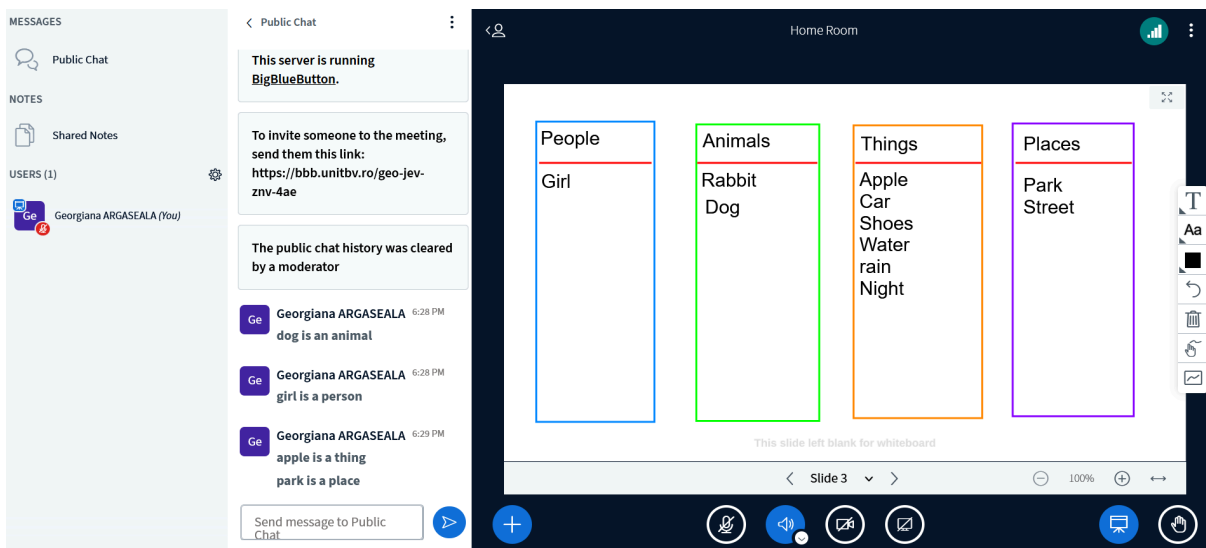 MESSAGES
Public Chat
NOTES
Shared Notes
USERS (1)
Ge
Georgiana ARGASEALA (You)
Public Chat
This server is running
BigBlueButton.
To invite someone to the meeting,
send them this link:
https://bbb.unitbv.ro/geo-jev-
znv-4ae
The public chat history was cleared
by a moderator
Ge
Georgiana ARGASEALA 6:28 PM
dog is an animal
Ge
Georgiana ARGASEALA 6:28 PM
girl is a person
Ge
Georgiana ARGASEALA 6:29 PM
apple is a thing
park is a place
Send message to Public
Chat
Home Room
People
Girl
Animals
Rabbit
Dog
Things
Apple
Car
Shoes
Water
rain
Night
Places
Park
Street
This slide left blank for whiteboard
T
Aa
Slide 3
100%